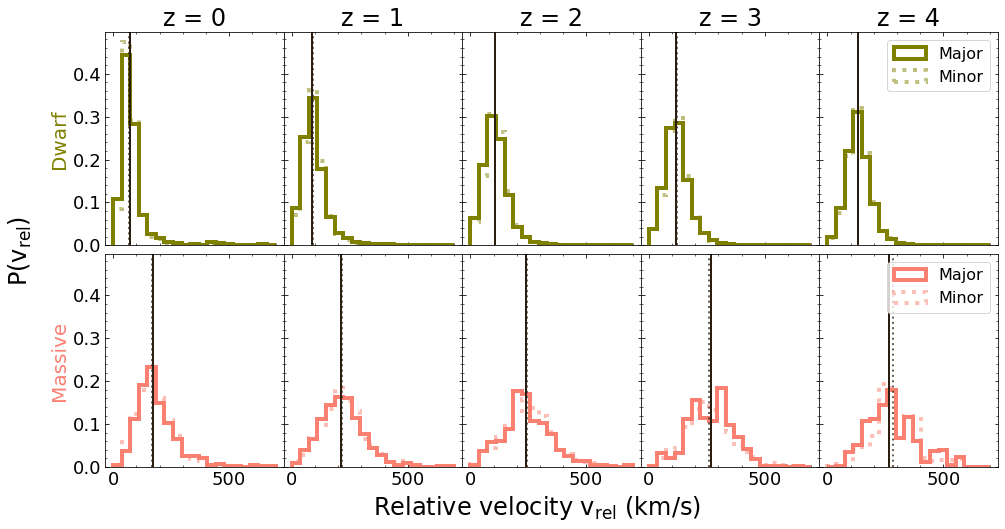 z = 0 z = 1 z = 2 z = 3 z = 4
Major
Minor
0.4
0.3
0.2
0.1
0.0
Dwarf
P(v_rel)
Major
Minor
0.4
0.3
0.2
0.1
0.0
Massive
0 500 0 500 0 500 0 500 0 500
Relative velocity v_rel (km/s)